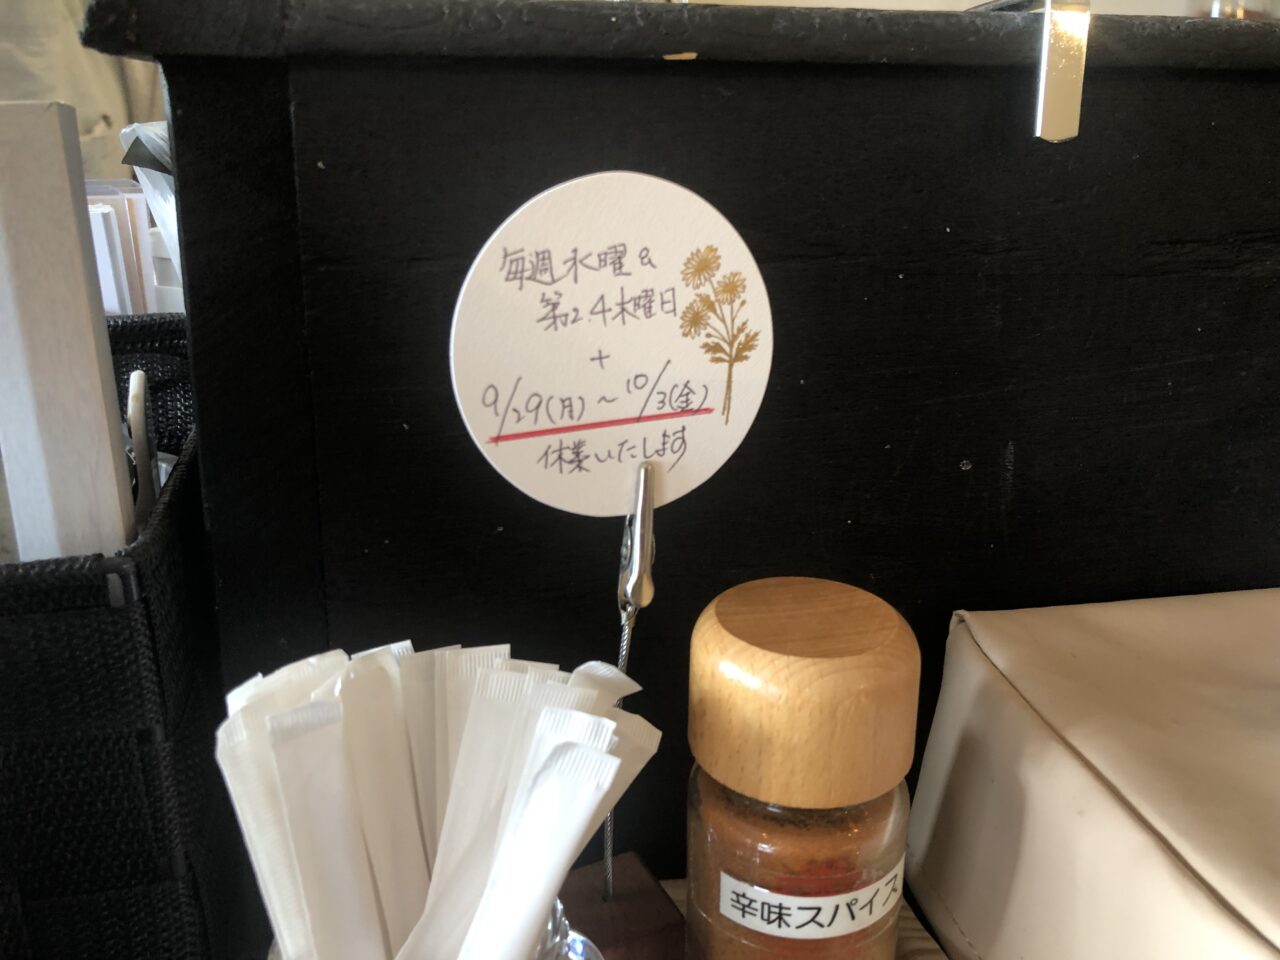 毎週水曜&
第2.4木曜日
+
9/29(月)~10/3(金)
休業いたします
辛味スパイス